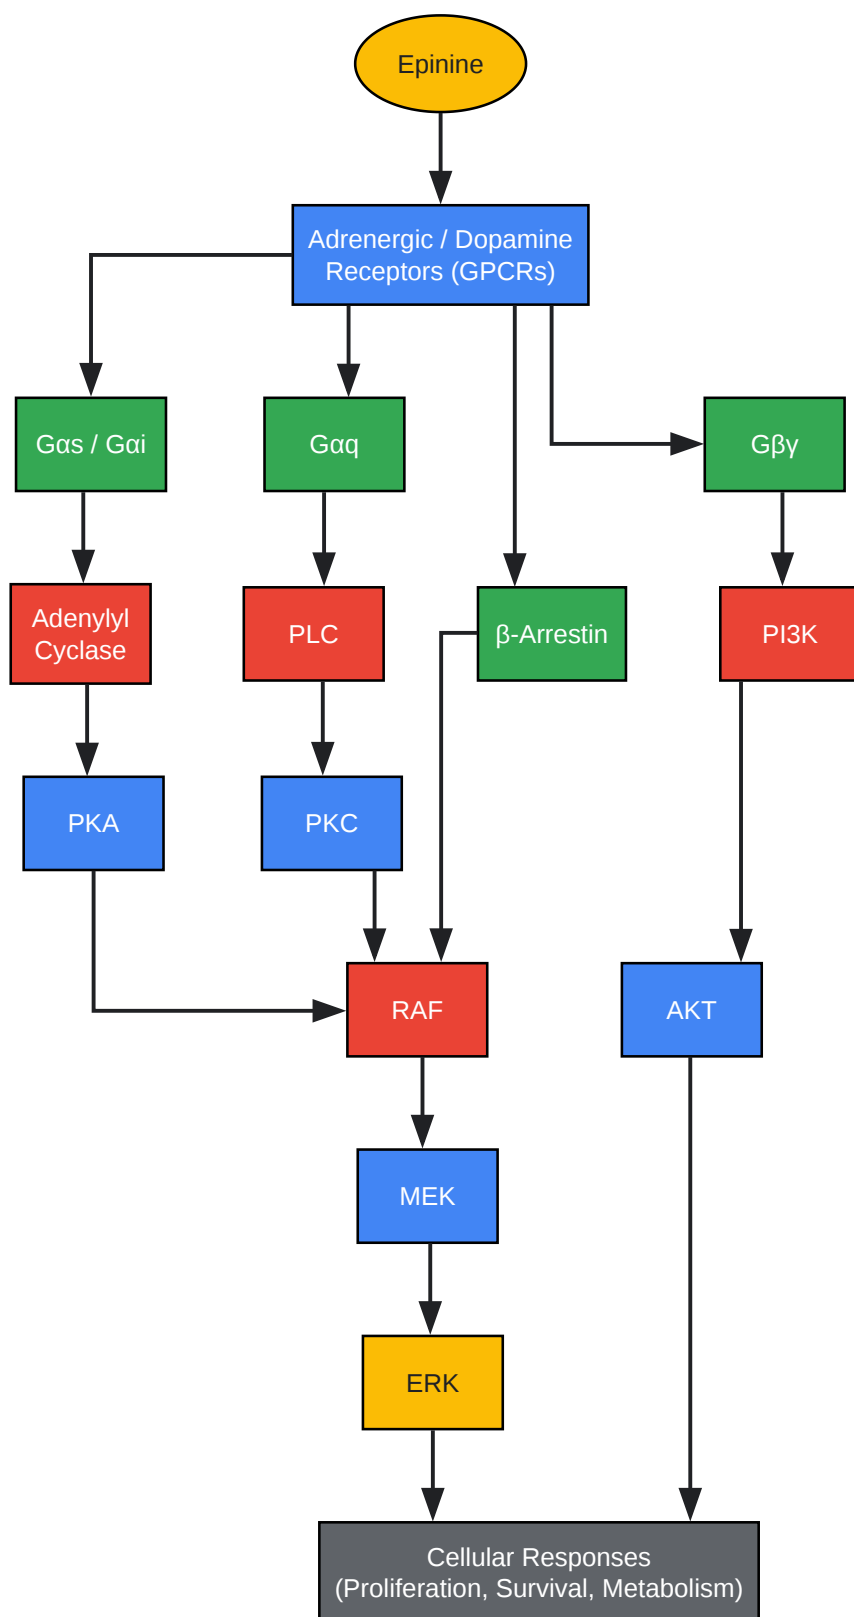 Epinine
Adrenergic / Dopamine
Receptors (GPCRs)
Gαs / Gαi
Gαq
Gβγ
Adenylyl
Cyclase
PLC
β-Arrestin
PI3K
PKA
PKC
RAF
AKT
MEK
ERK
Cellular Responses
(Proliferation, Survival, Metabolism)